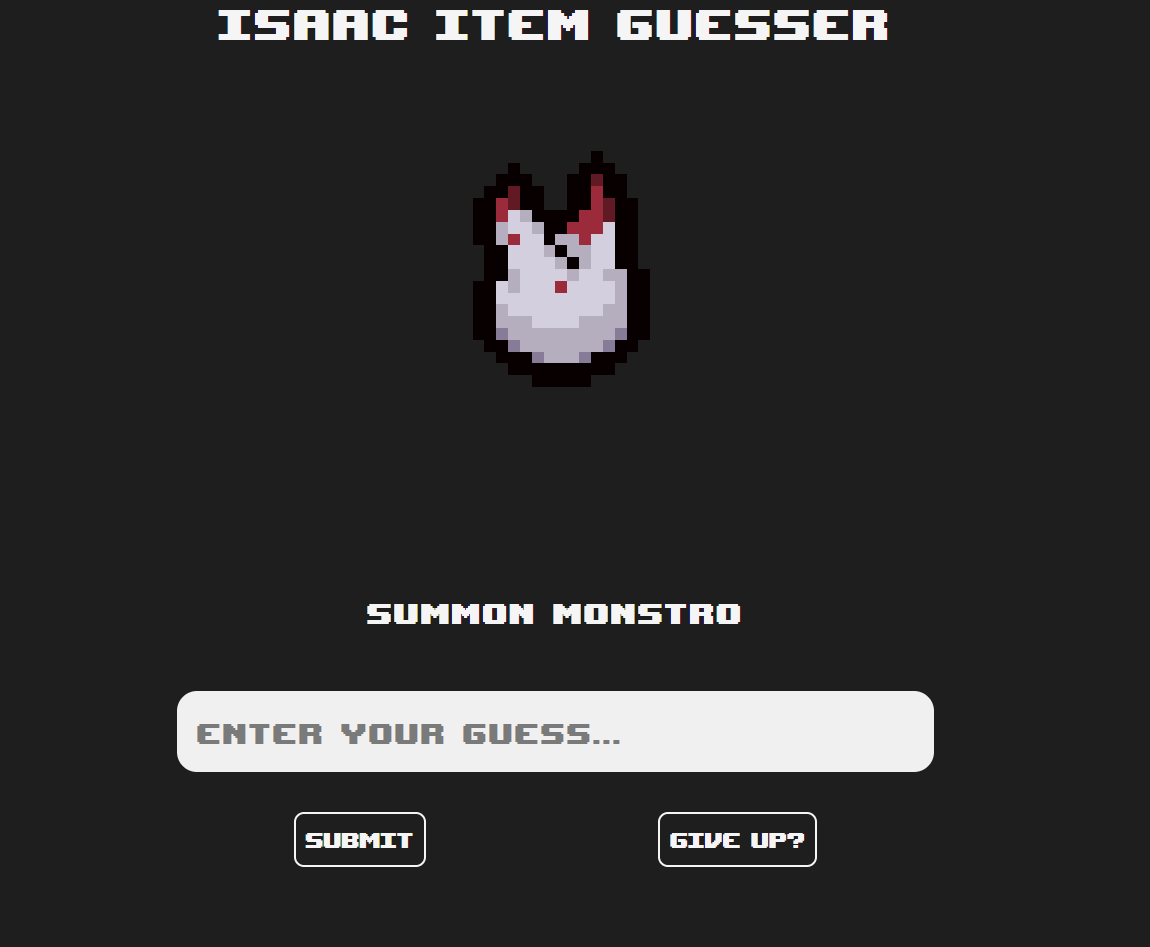 ISAAC ITEM GUESSER
SUMMON MONSTRO
ENTER YOUR GUESS...
SUBMIT
GIVE UP?